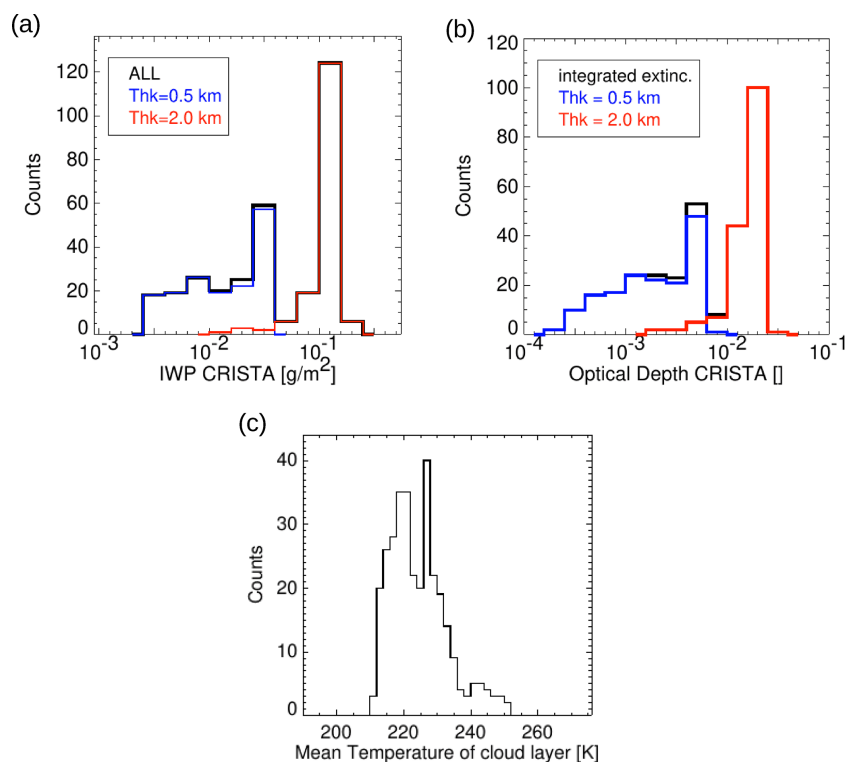 (a)
ALL
Thk=0.5 km
Thk=2.0 km
Counts
120
100
80
60
40
20
0
10-3
10-2
10-1
IWP CRISTA [g/m2]
(b)
integrated extinc.
Thk = 0.5 km
Thk = 2.0 km
Counts
120
100
80
60
40
20
0
10-4
10-3
10-2
10-1
Optical Depth CRISTA []
(c)
Counts
40
30
20
10
0
200
220
240
260
Mean Temperature of cloud layer [K]